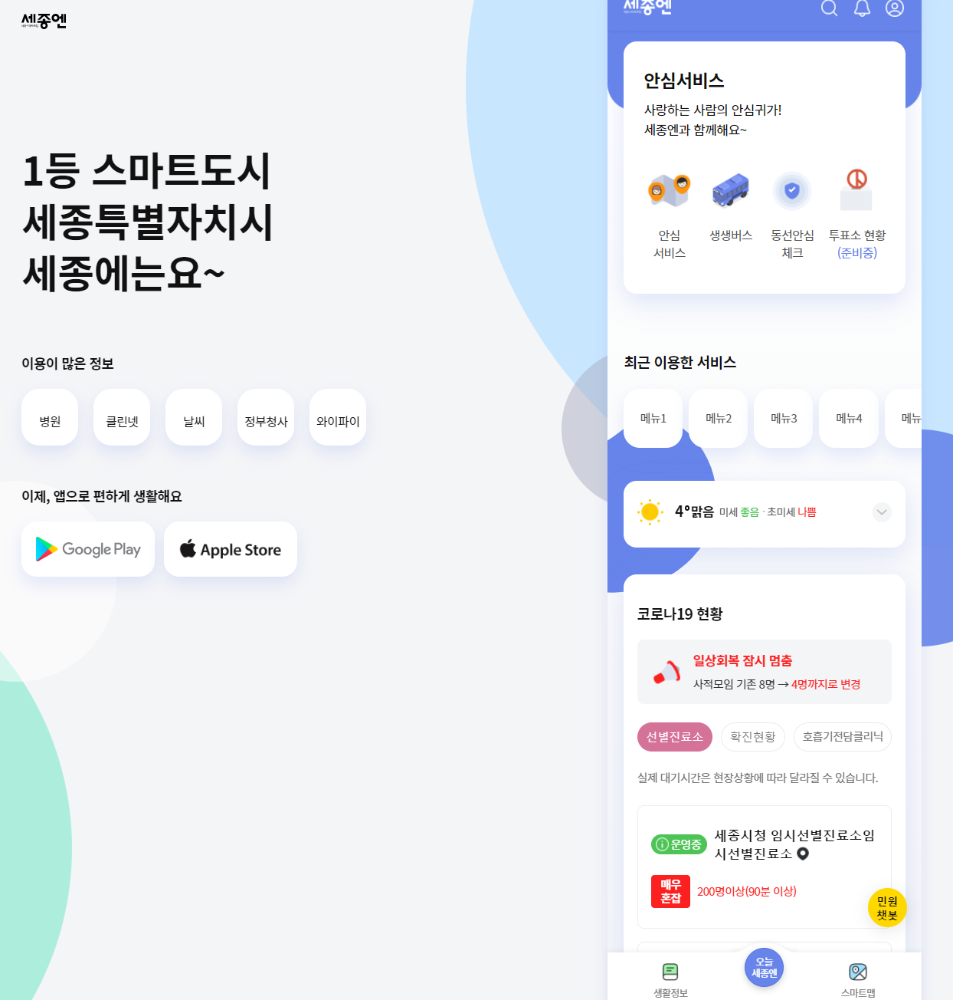 세종엔
1등 스마트도시
세종특별자치시
세종에는요~
이용이 많은 정보
병원
클린넷
날씨
정부청사
와이파이
이제, 앱으로 편하게 생활해요
Google Play
Apple Store
세종엔
안심서비스
사랑하는 사람의 안심귀가!
세종엔과 함께해요~
안심
서비스
생생버스
동선안심
체크
투표소 현황
(준비중)
최근 이용한 서비스
메뉴1
메뉴2
메뉴3
메뉴4
메뉴
4°맑음 미세 좋음 · 초미세 나쁨
코로나19 현황
일상회복 잠시 멈춤
사적모임 기존 8명 → 4명까지로 변경
선별진료소
확진현황
호흡기전담클리닉
실제 대기시간은 현장상황에 따라 달라질 수 있습니다.
운영중
세종시청 임시선별진료소임
시선별진료소
매우
혼잡
200명이상(90분 이상)
민원
챗봇
생활정보
오늘
세종엔
스마트맵